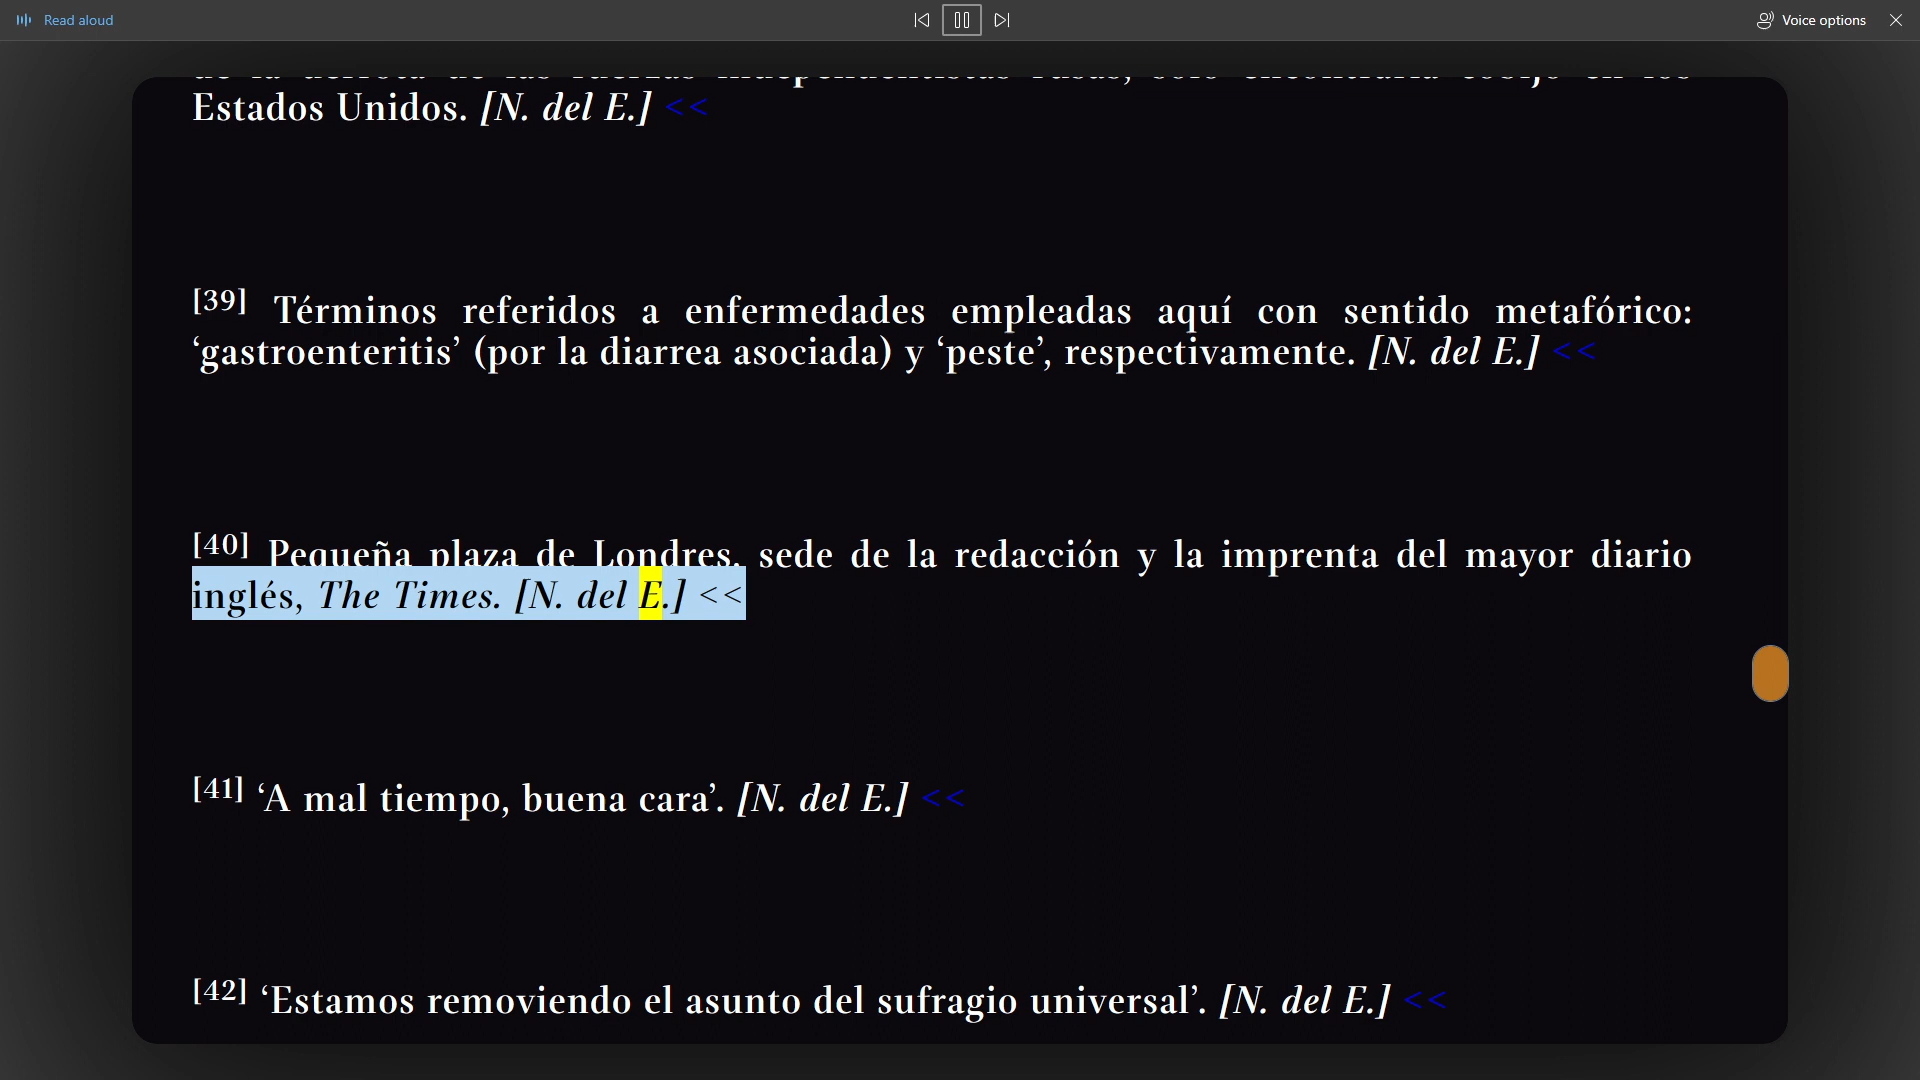 Read aloud
Voice options
Estados Unidos. [N. del E.] <<
[39] Términos referidos a enfermedades empleadas aquí con sentido metafórico:
‘gastroenteritis’ (por la diarrea asociada) y ‘peste’, respectivamente. [N. del E.] <<
[40] Pequeña plaza de Londres, sede de la redacción y la imprenta del mayor diario
inglés, The Times. [N. del E.] <<
[41] ‘A mal tiempo, buena cara’. [N. del E.] <<
[42] ‘Estamos removiendo el asunto del sufragio universal’. [N. del E.] <<